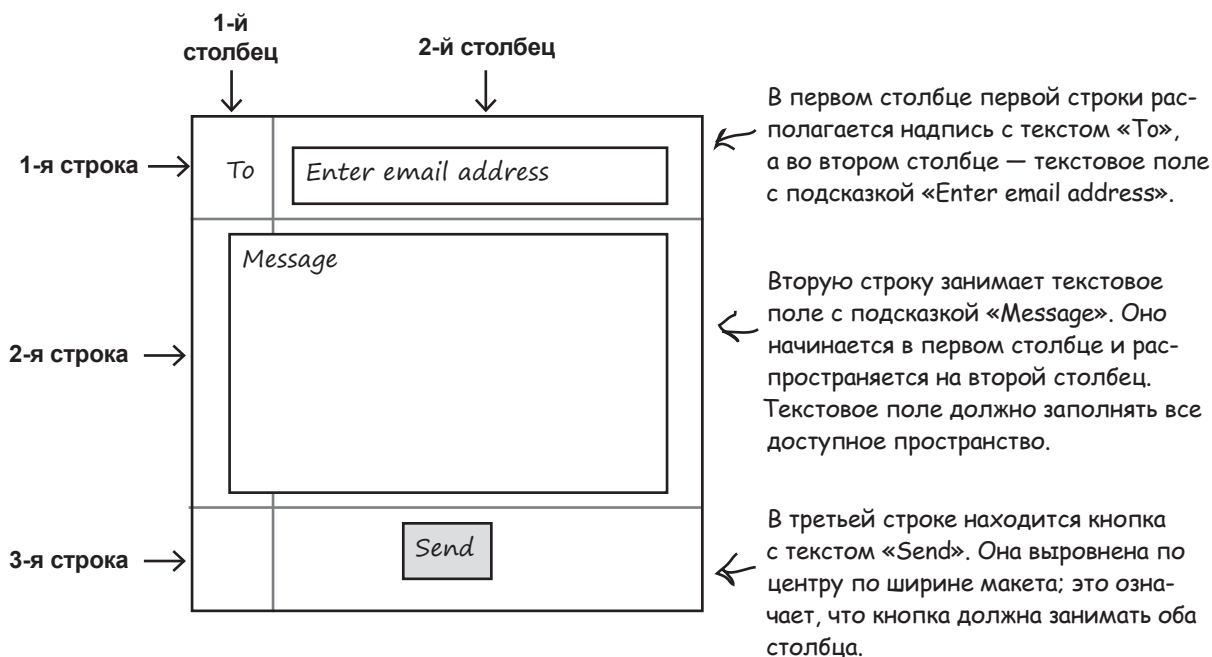 1-й
столбец
2-й столбец
1-я строка
To
Enter email address
В первом столбце первой строки рас-
полагается надпись с текстом «To»,
а во втором столбце — текстовое поле
с подсказкой «Enter email address».
2-я строка
Message
Вторую строку занимает текстовое
поле с подсказкой «Message». Оно
начинается в первом столбце и рас-
пространяется на второй столбец.
Текстовое поле должно заполнять все
доступное пространство.
3-я строка
Send
В третьей строке находится кнопка
с текстом «Send». Она выровнена по
центру по ширине макета; это озна-
чает, что кнопка должна занимать оба
столбца.